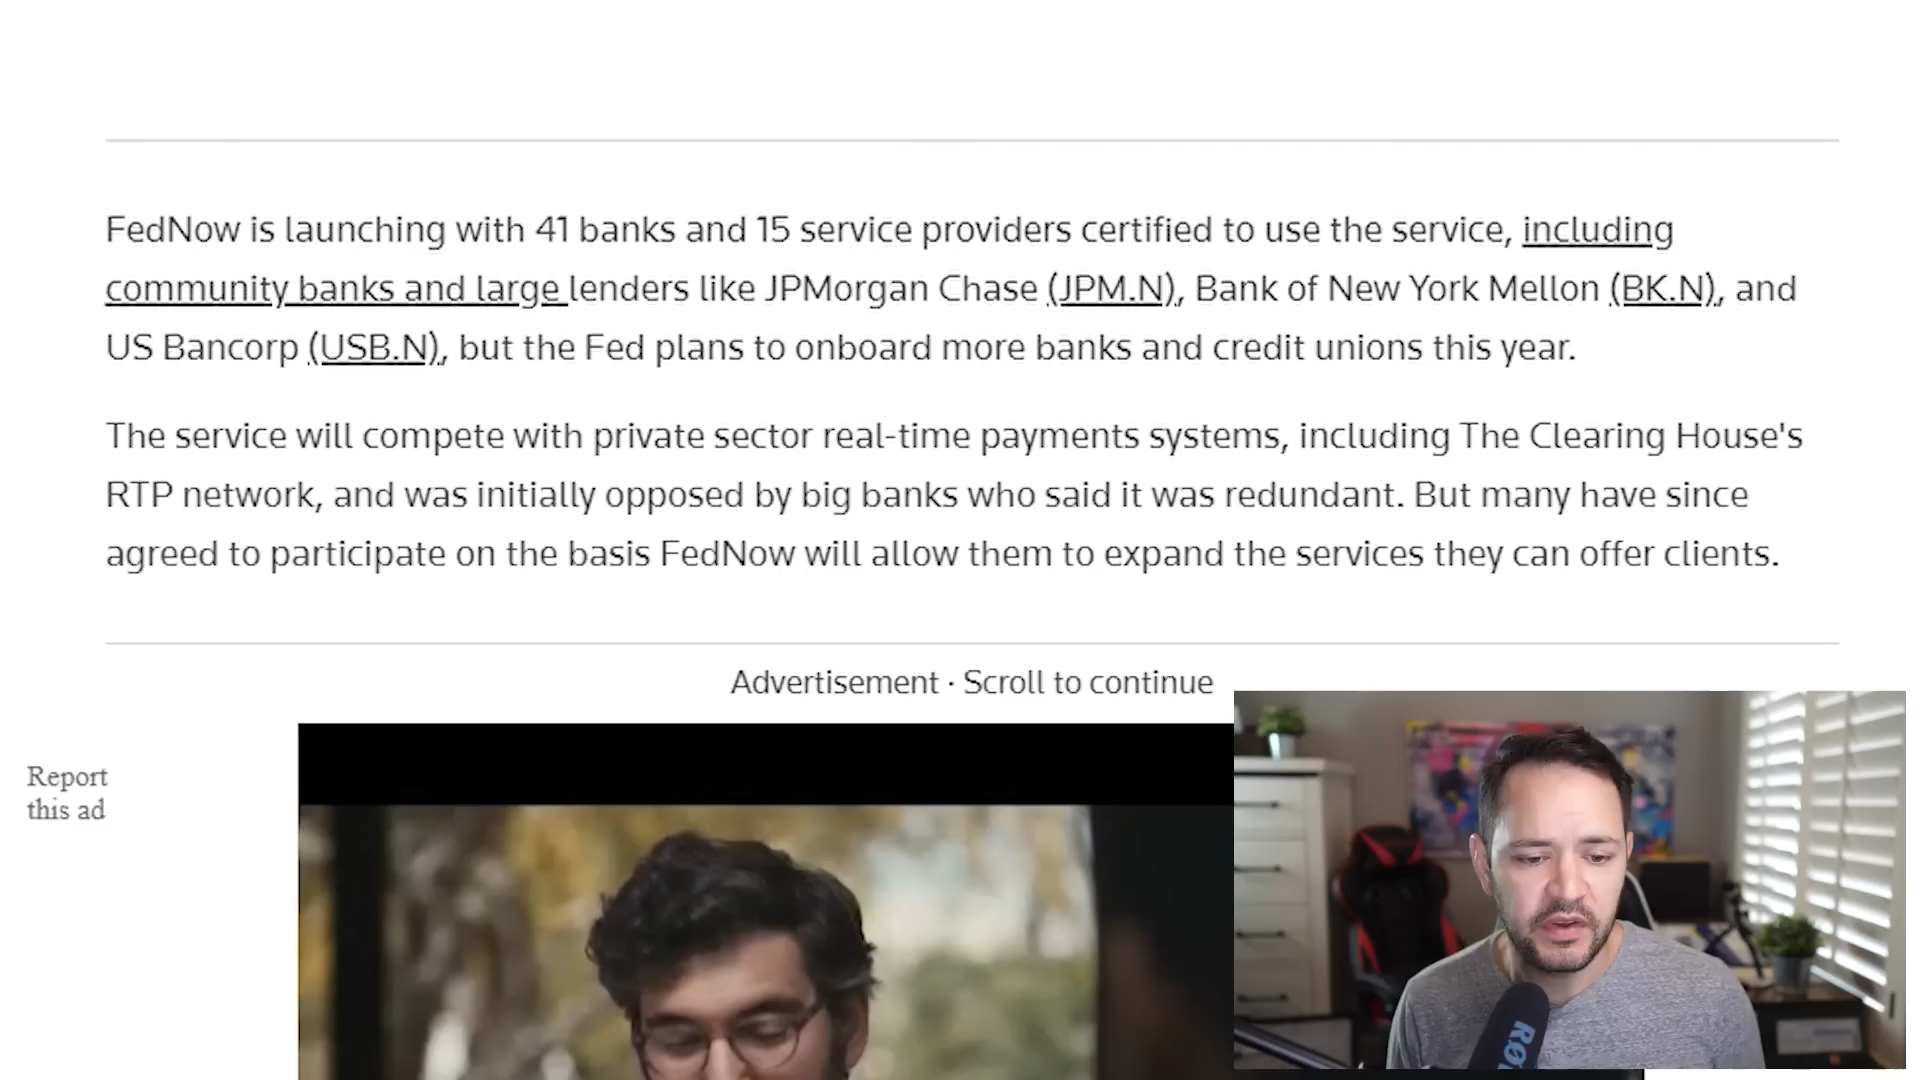 FedNow is launching with 41 banks and 15 service providers certified to use the service, including
community banks and large lenders like JPMorgan Chase (JPM.N), Bank of New York Mellon (BK.N), and
US Bancorp (USB.N), but the Fed plans to onboard more banks and credit unions this year.
The service will compete with private sector real-time payments systems, including The Clearing House's
RTP network, and was initially opposed by big banks who said it was redundant. But many have since
agreed to participate on the basis FedNow will allow them to expand the services they can offer clients.
Advertisement · Scroll to continue
Report
this ad